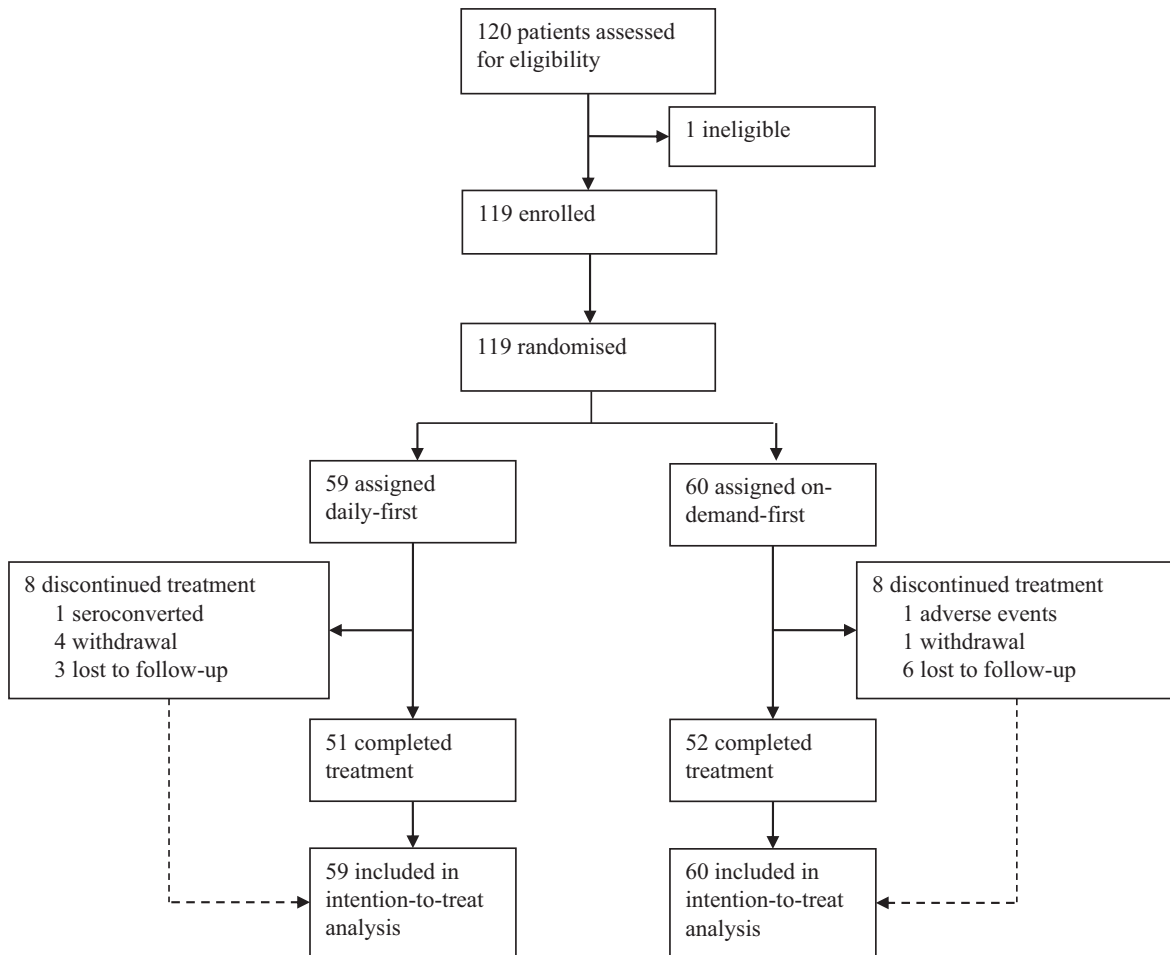 120 patients assessed
for eligibility
1 ineligible
119 enrolled
119 randomised
59 assigned
daily-first
60 assigned on-
demand-first
8 discontinued treatment
1 seroconverted
4 withdrawal
3 lost to follow-up
8 discontinued treatment
1 adverse events
1 withdrawal
6 lost to follow-up
51 completed
treatment
52 completed
treatment
59 included in
intention-to-treat
analysis
60 included in
intention-to-treat
analysis